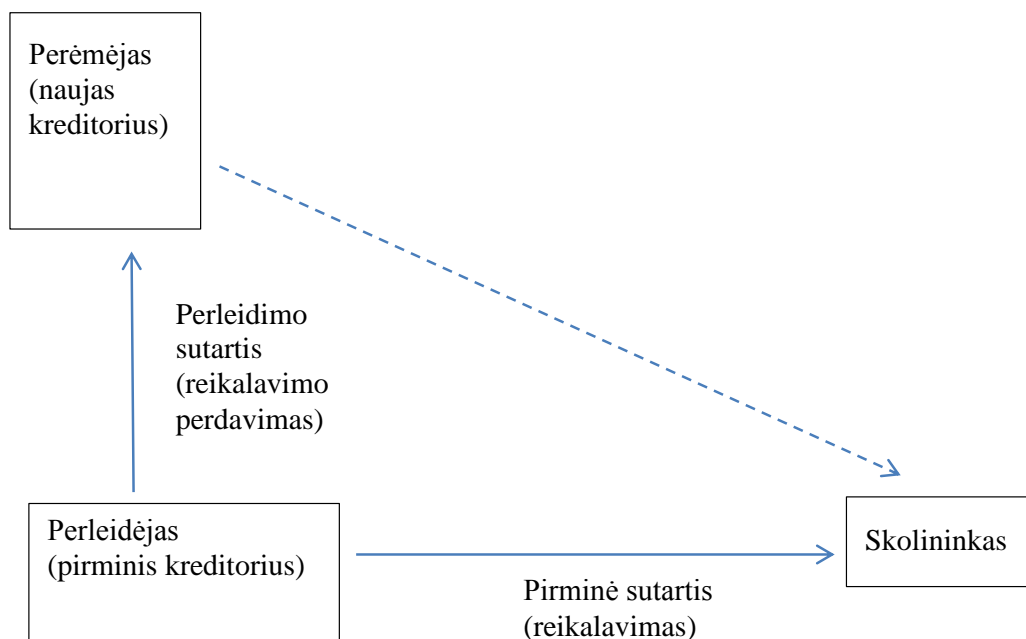 Perėmėjas
(naujas
kreditorius)
Perleidimo
sutartis
(reikalavimo
perdavimas)
Perleidėjas
(pirminis kreditorius)
Skolininkas
Pirminė sutartis
(reikalavimas)